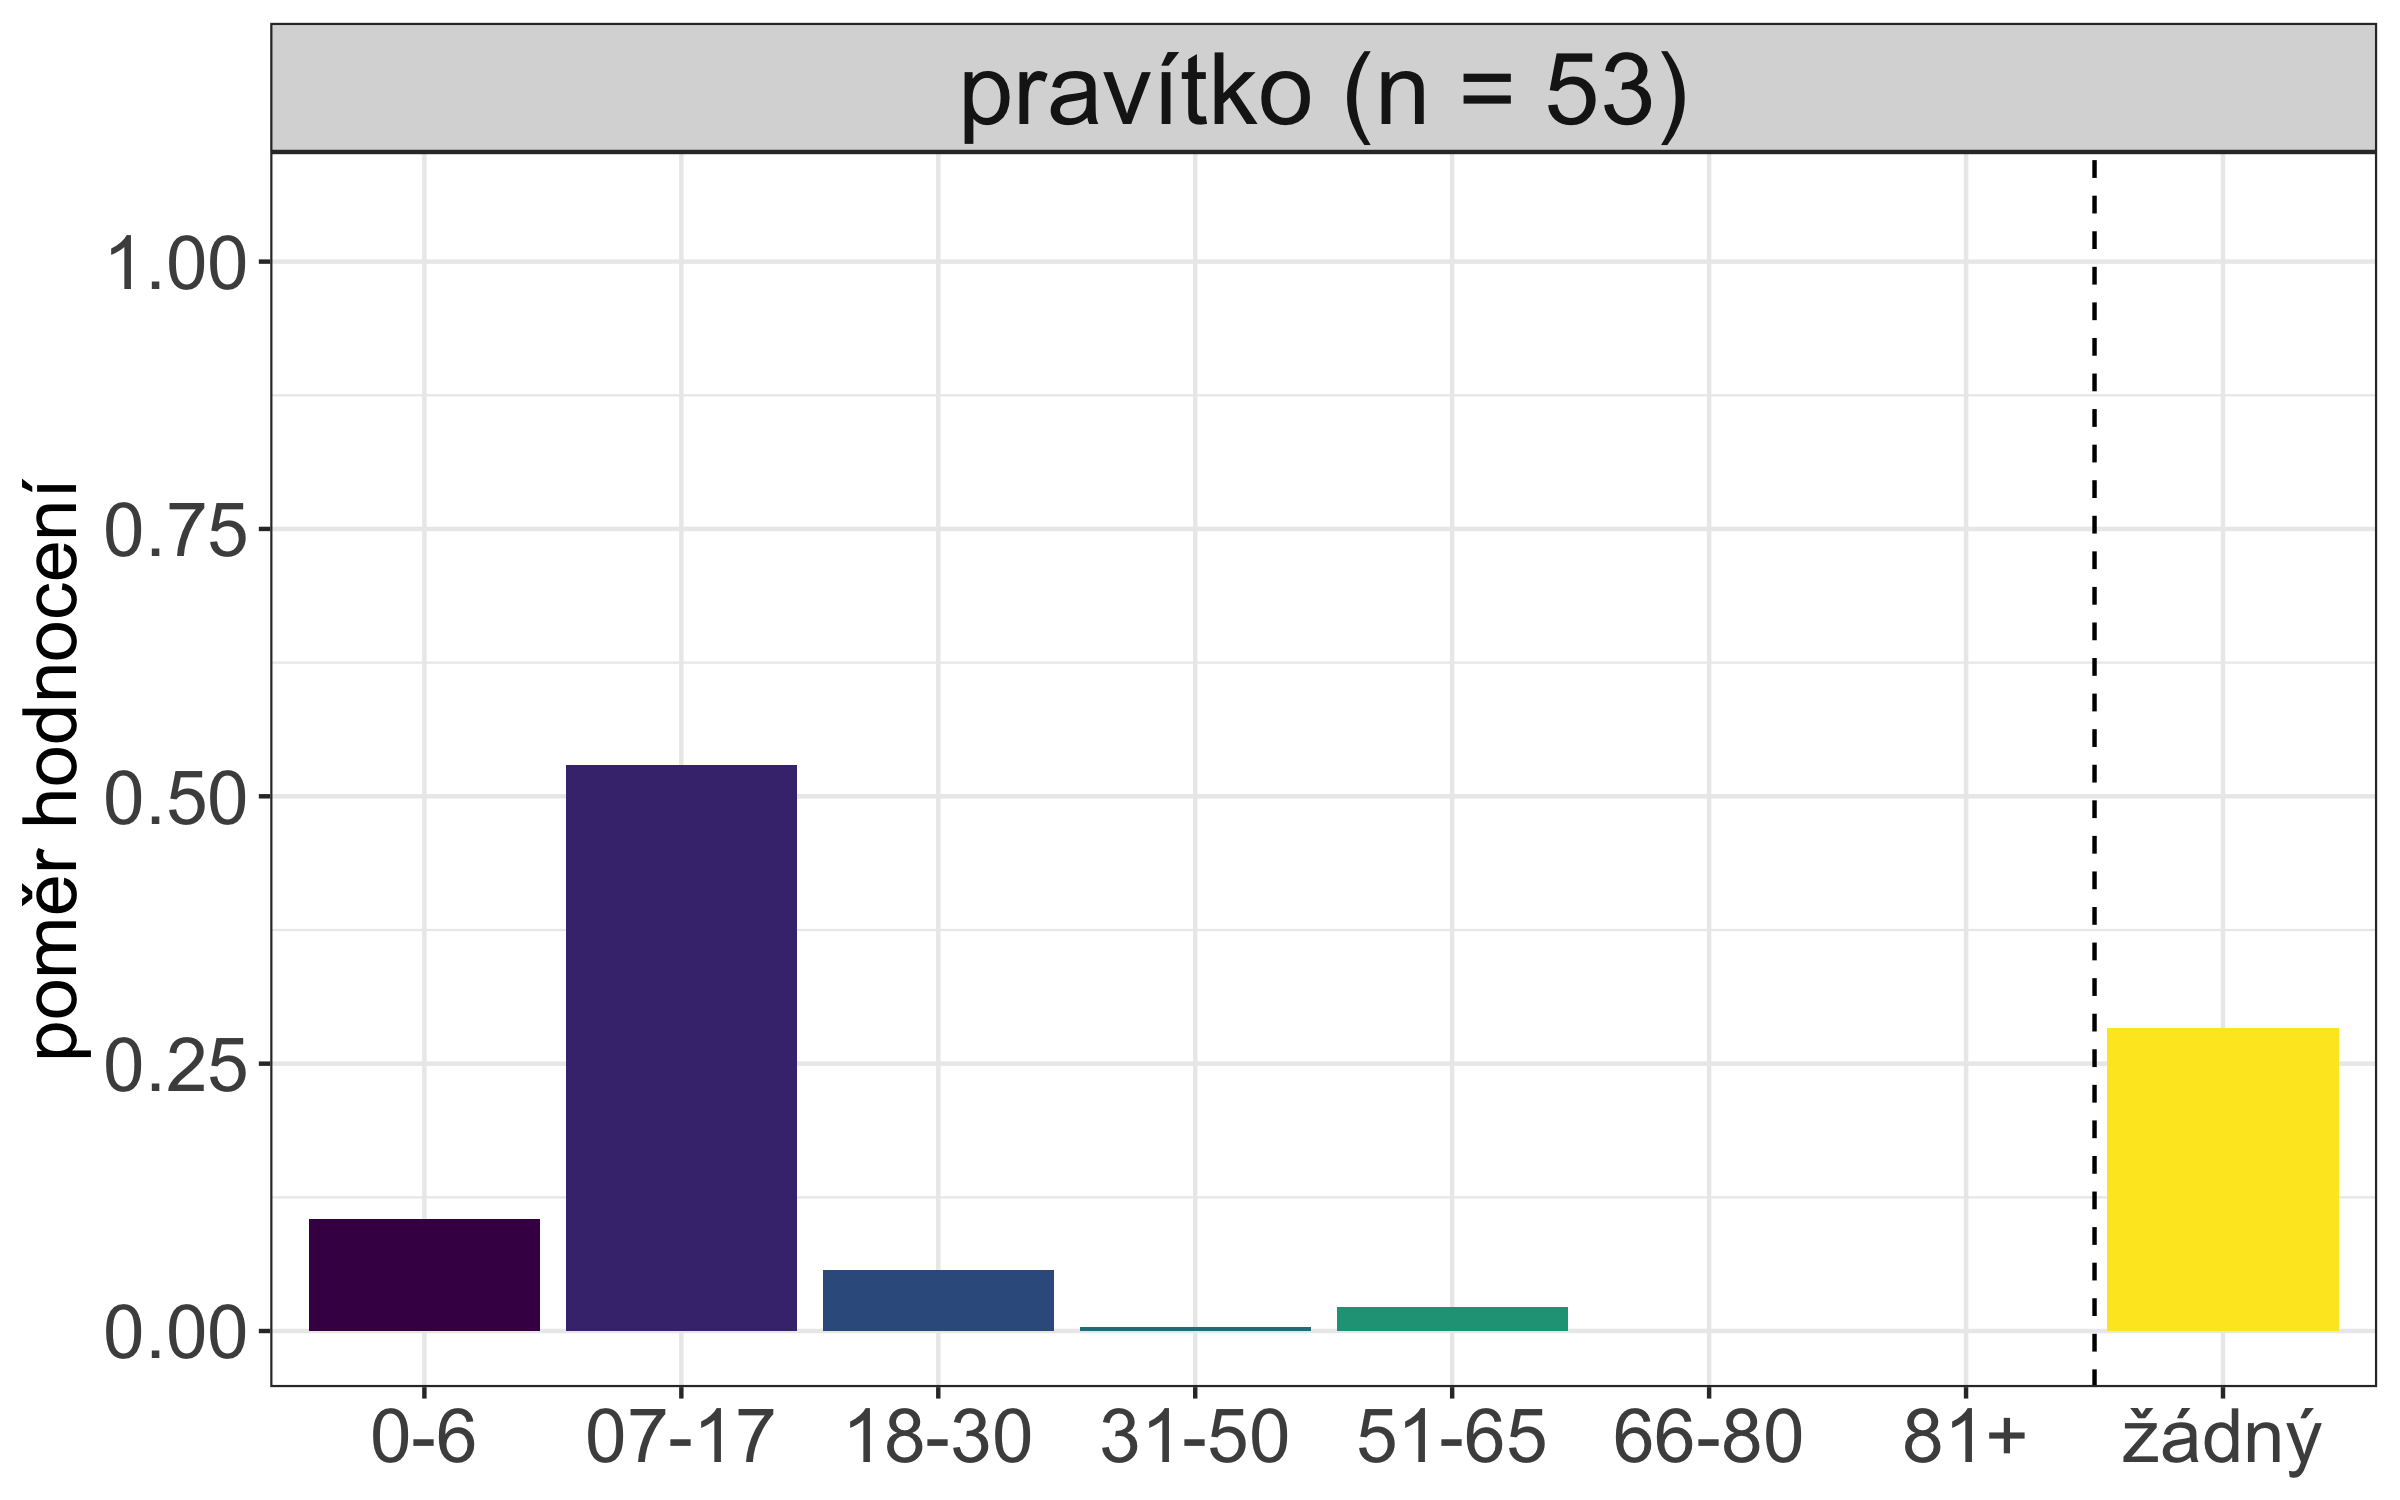 pravítko (n = 53)
poměr hodnocení
1.00
0.75
0.50
0.25
0.00
0-6 07-17 18-30 31-50 51-65 66-80 81+ žádný